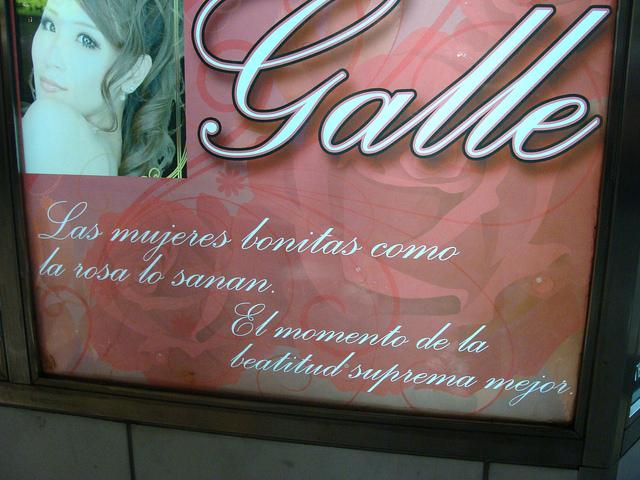 Galle
Las mujeres bonitas como
la rosa lo sanan.
El momento de la
beatitud suprema mejor.